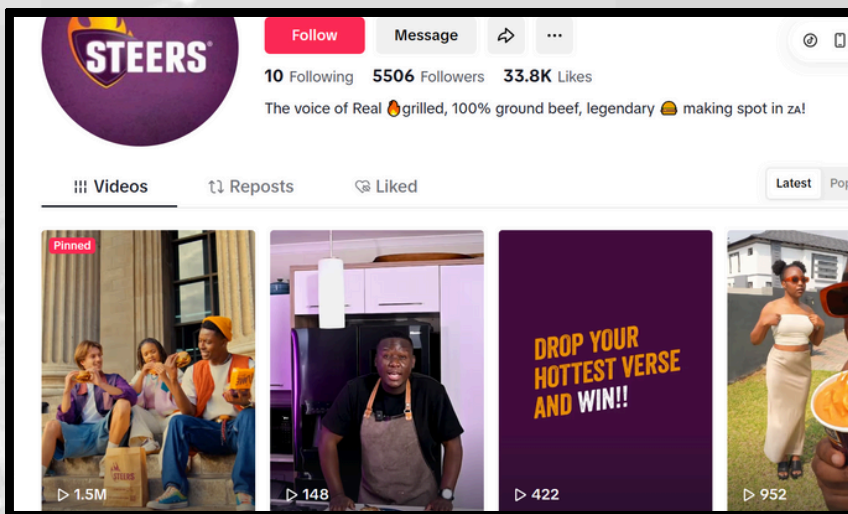 STEERS
Follow Message
10 Following 5506 Followers 33.8K Likes
The voice of Real 🔥grilled, 100% ground beef, legendary 🍔 making spot in ZA!
Videos Reposts Liked
Latest Pop
Pinned
STEERS
1.5M
148
DROP YOUR
HOTTEST VERSE
AND WIN!!
422
952